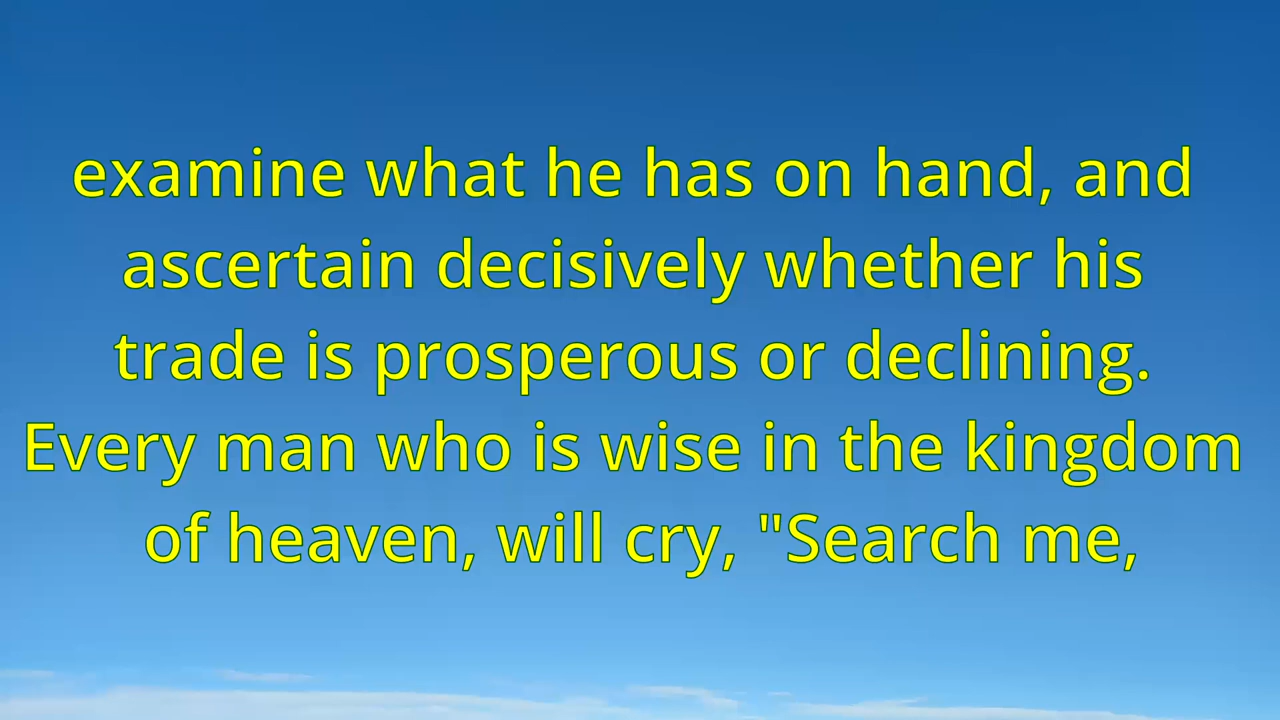 examine what he has on hand, and
ascertain decisively whether his
trade is prosperous or declining.
Every man who is wise in the kingdom
of heaven, will cry, "Search me,